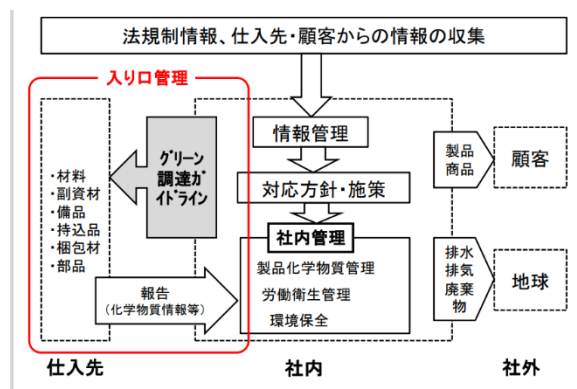 法規制情報、仕入先・顧客からの情報の収集
入り口管理
・材料
・副資材
・備品
・持込品
・梱包材
・部品
グリーン
調達ガ
イドライン
報告
（化学物質情報等）
情報管理
対応方針・施策
社内管理
製品化学物質管理
労働衛生管理
環境保全
製品
商品
顧客
排水
排気
廃棄
物
地球
仕入先
社内
社外